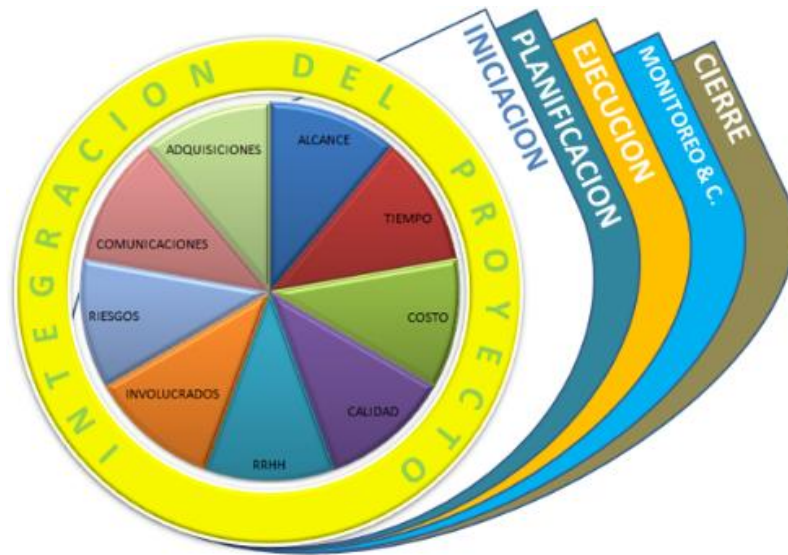 INTEGRACION DEL PROYECTO
ALCANCE
TIEMPO
COSTO
CALIDAD
RRHH
INVOLUCRADOS
RIESGOS
COMUNICACIONES
ADQUISICIONES
INICIACION
PLANIFICACION
EJECUCION
MONITOREO & C.
CIERRE